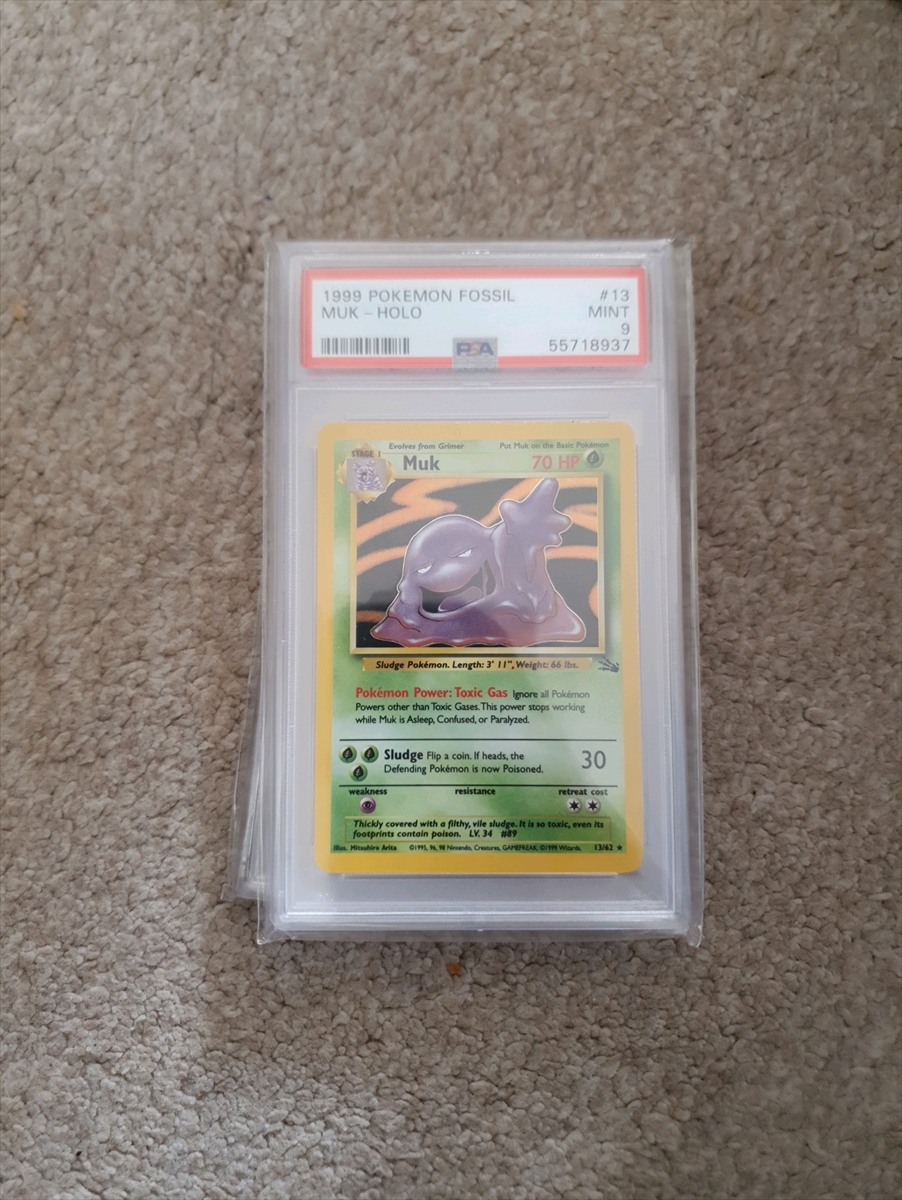 1999 POKEMON FOSSIL #13
MUK - HOLO MINT
9
PSA 55718937
Evolves from Grimer Put Muk on the Basic Pokémon
STAGE 1 Muk 70 HP
Sludge Pokémon. Length: 3' 11", Weight: 66 lbs.
Pokémon Power: Toxic Gas Ignore all Pokémon
Powers other than Toxic Gases. This power stops working
while Muk is Asleep, Confused, or Paralyzed.
Sludge Flip a coin. If heads, the
Defending Pokémon is now Poisoned. 30
weakness resistance retreat cost
Thickly covered with a filthy, vile sludge. It is so toxic, even its
footprints contain poison. LV. 34 #89
Illus. Mitsuhiro Arita ©1995, 96, 98 Nintendo, Creatures, GAMEFREAK. ©1999 Wizards. 13/62 ★